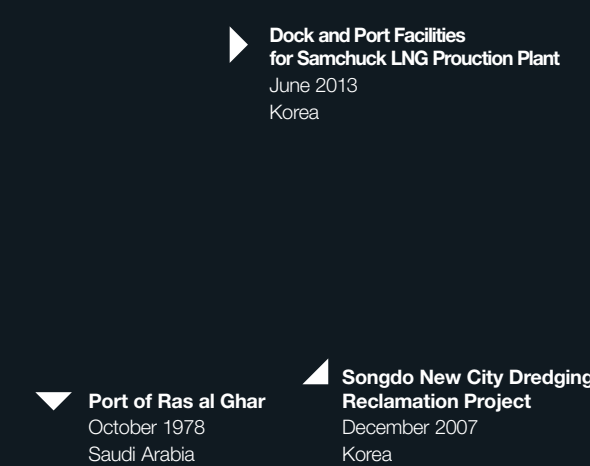 Dock and Port Facilities
for Samchuck LNG Prouction Plant
June 2013
Korea
Port of Ras al Ghar
October 1978
Saudi Arabia
Songdo New City Dredging
Reclamation Project
December 2007
Korea